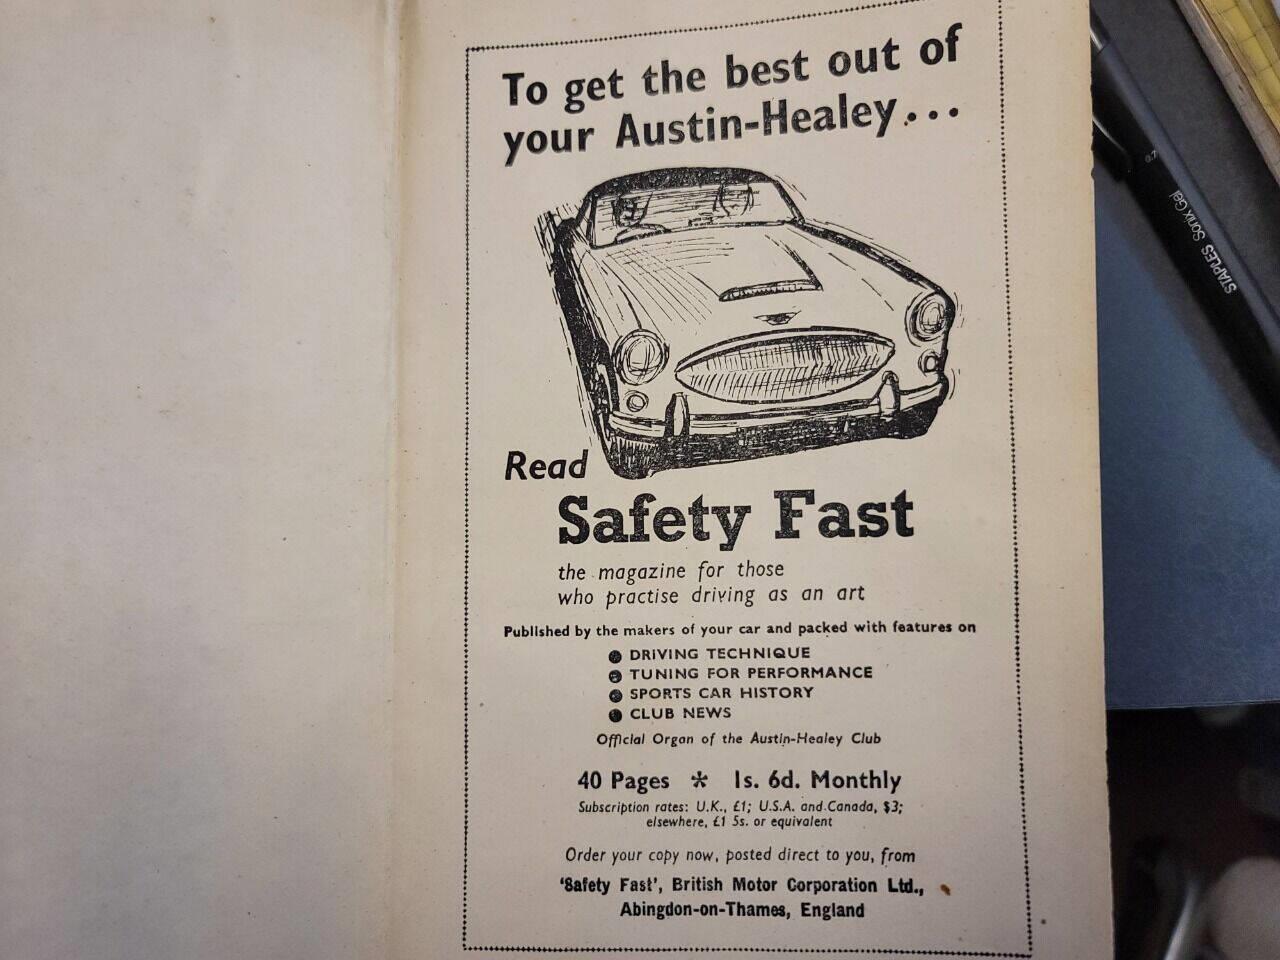 To get the best out of
your Austin-Healey...
Read
Safety Fast
the magazine for those
who practise driving as an art
Published by the makers of your car and packed with features on
● DRIVING TECHNIQUE
● TUNING FOR PERFORMANCE
● SPORTS CAR HISTORY
● CLUB NEWS
Official Organ of the Austin-Healey Club
40 Pages * 1s. 6d. Monthly
Subscription rates: U.K., £1; U.S.A. and Canada, $3;
elsewhere, £1 5s. or equivalent
Order your copy now, posted direct to you, from
'Safety Fast', British Motor Corporation Ltd.,
Abingdon-on-Thames, England
0.7
STAPLES Sonix Gel